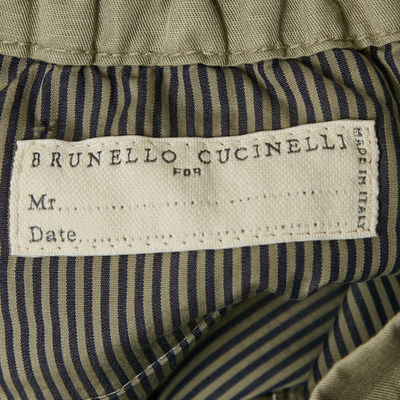 BRUNELLO CUCINELLI
FOR
Mr.......................
Date.......................
MADE IN ITALY